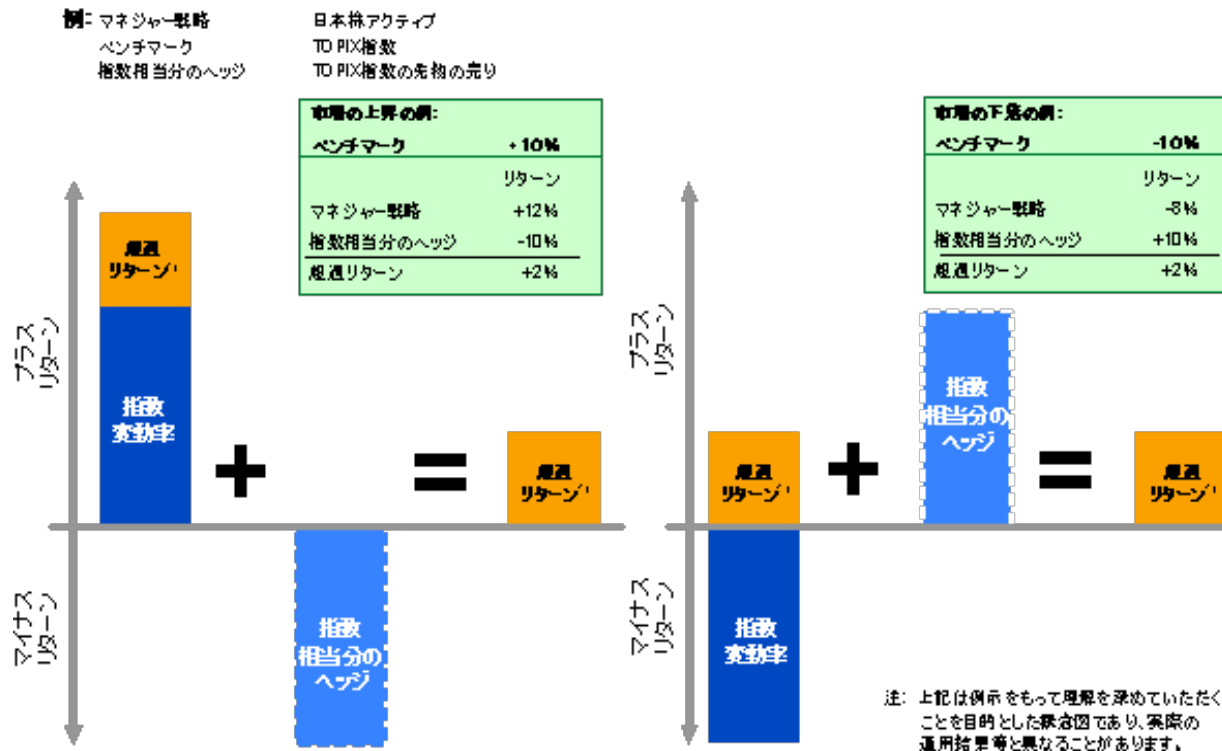 例: マネジャー戦略 日本株アクティブ
ベンチマーク TOPIX指数
指数相当分のヘッジ TOPIX指数の先物の売り
市場の上昇の例:
ベンチマーク +10%
リターン
マネジャー戦略 +12%
指数相当分のヘッジ -10%
超過リターン +2%
市場の下落の例:
ベンチマーク -10%
リターン
マネジャー戦略 -8%
指数相当分のヘッジ +10%
超過リターン +2%
プラス
リターン
マイナス
リターン
超過
リターン¹
指数
変動率
+
指数
相当分の
ヘッジ
=
超過
リターン¹
プラス
リターン
マイナス
リターン
超過
リターン¹
指数
変動率
+
指数
相当分の
ヘッジ
=
超過
リターン¹
注: 上記は例示をもって理解を深めていただく
ことを目的とした概念図であり、実際の
運用結果等と異なることがあります。